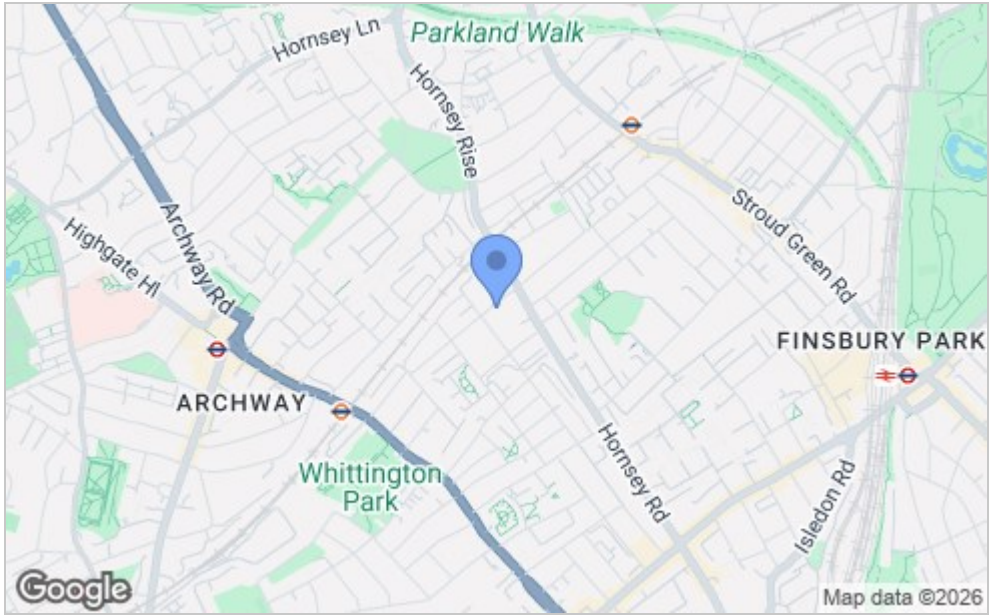 Hornsey Ln
Parkland Walk
Hornsey Rise
Archway Rd
Highgate Hl
Stroud Green Rd
FINSBURY PARK
ARCHWAY
Whittington
Park
Hornsey Rd
Isledon Rd
Google
Map data ©2026